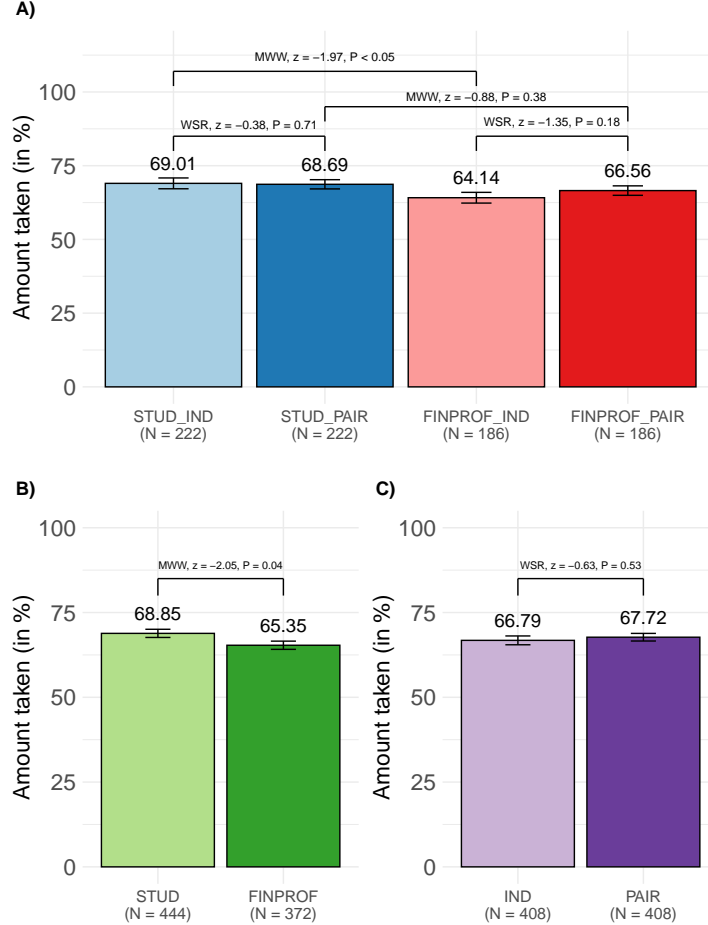 A)
MWW, z = −1.97, P < 0.05
MWW, z = −0.88, P = 0.38
WSR, z = −0.38, P = 0.71
WSR, z = −1.35, P = 0.18
100
75
50
25
0
Amount taken (in %)
69.01
68.69
64.14
66.56
STUD_IND
(N = 222)
STUD_PAIR
(N = 222)
FINPROF_IND
(N = 186)
FINPROF_PAIR
(N = 186)
B)
100
75
50
25
0
Amount taken (in %)
MWW, z = −2.05, P = 0.04
68.85
65.35
STUD
(N = 444)
FINPROF
(N = 372)
C)
100
75
50
25
0
Amount taken (in %)
WSR, z = −0.63, P = 0.53
66.79
67.72
IND
(N = 408)
PAIR
(N = 408)